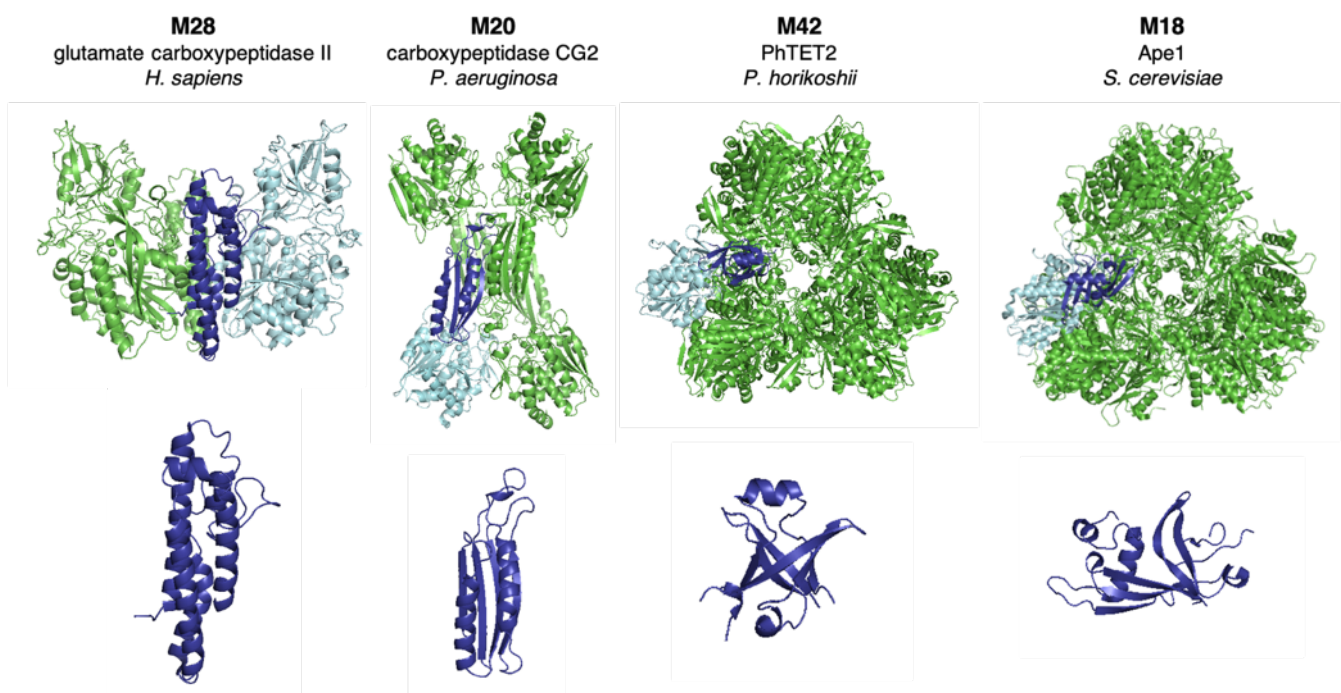 M28
glutamate carboxypeptidase II
H. sapiens
M20
carboxypeptidase CG2
P. aeruginosa
M42
PhTET2
P. horikoshii
M18
Ape1
S. cerevisiae